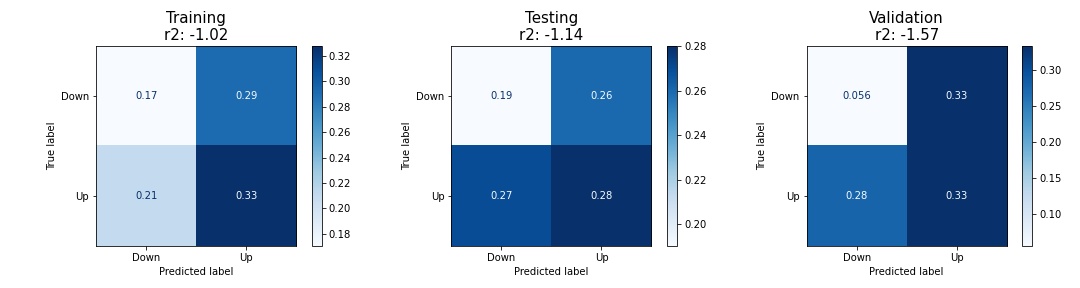 Training
r2: -1.02
True label
Down
0.17
0.29
Up
0.21
0.33
Down
Up
Predicted label
0.32
0.30
0.28
0.26
0.24
0.22
0.20
0.18
Testing
r2: -1.14
True label
Down
0.19
0.26
Up
0.27
0.28
Down
Up
Predicted label
0.28
0.26
0.24
0.22
0.20
Validation
r2: -1.57
True label
Down
0.056
0.33
Up
0.28
0.33
Down
Up
Predicted label
0.30
0.25
0.20
0.15
0.10